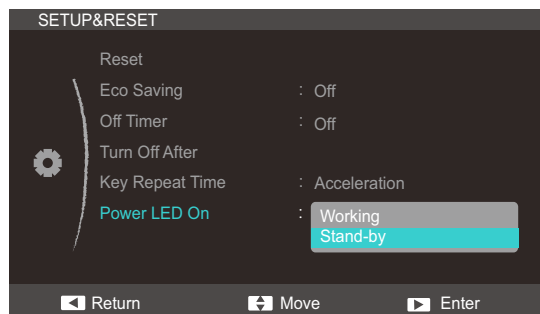 SETUP&RESET
Reset
Eco Saving : Off
Off Timer : Off
Turn Off After
Key Repeat Time : Acceleration
Power LED On : Working
Stand-by
Return Move Enter